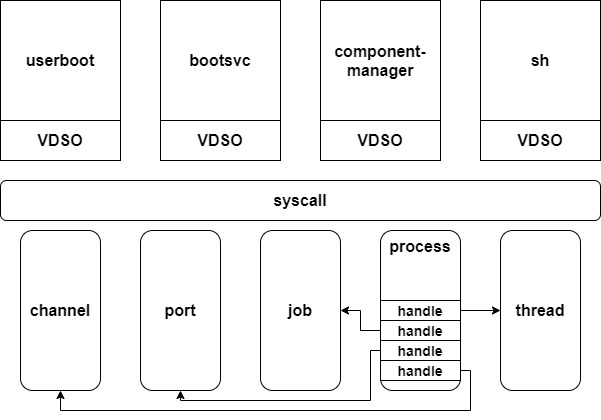 userboot
bootsvc
component-
manager
sh
VDSO
VDSO
VDSO
VDSO
syscall
channel
port
job
process
handle
handle
handle
handle
thread